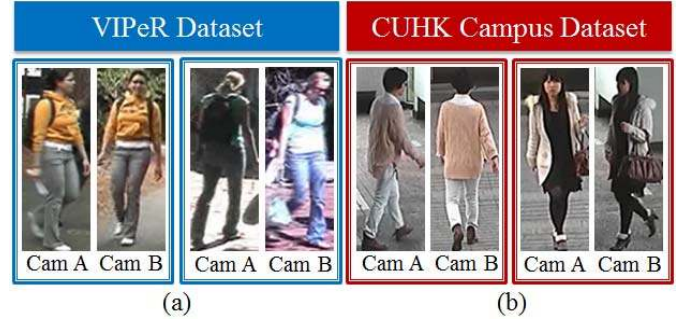 VIPeR Dataset
CUHK Campus Dataset
Cam A Cam B Cam A Cam B Cam A Cam B Cam A Cam B
(a) (b)